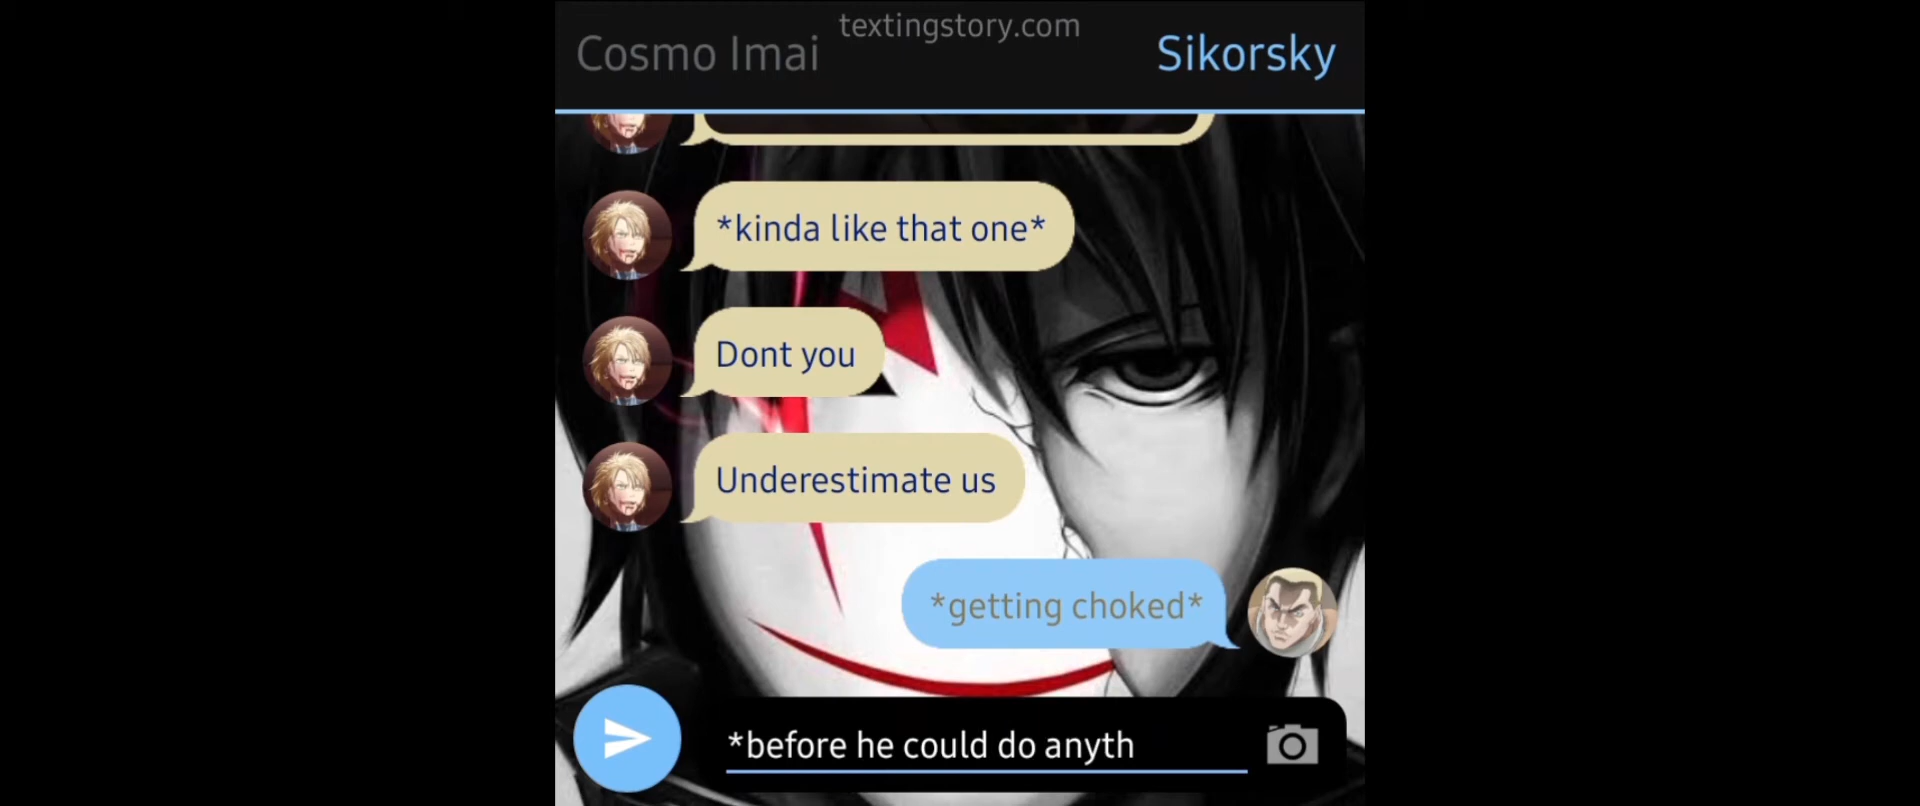 textingstory.com
Cosmo Imai
Sikorsky
*kinda like that one*
Dont you
Underestimate us
*getting choked*
*before he could do anyth